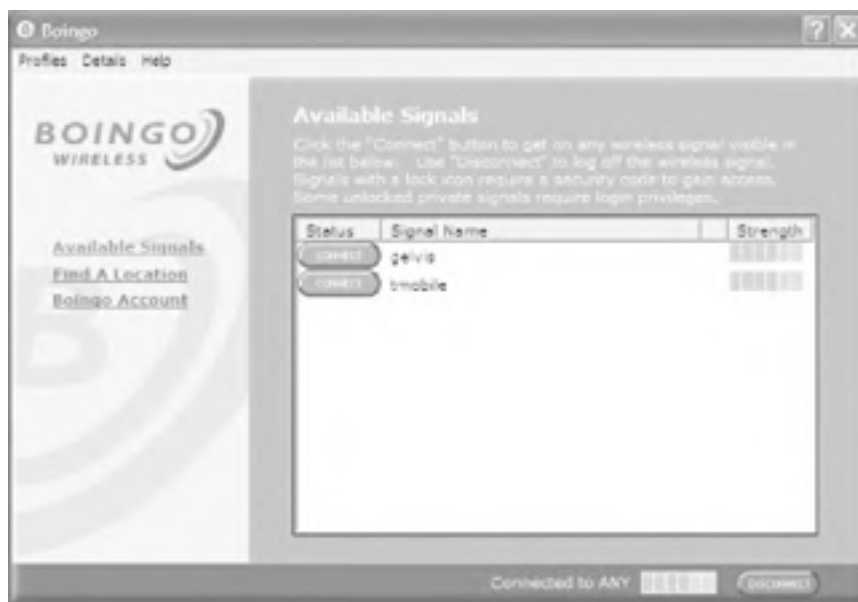 Boingo
Profiles Details Help
BOINGO
WIRELESS
Available Signals
Find A Location
Boingo Account
Available Signals
Click the "Connect" button to get on any wireless signal visible in
the list below. Use "Disconnect" to log off the wireless signal.
Signals with a lock icon require a security code to gain access.
Some unlocked private signals require login privileges.
Status Signal Name Strength
CONNECT gelvis
CONNECT tmobile
Connected to ANY DISCONNECT